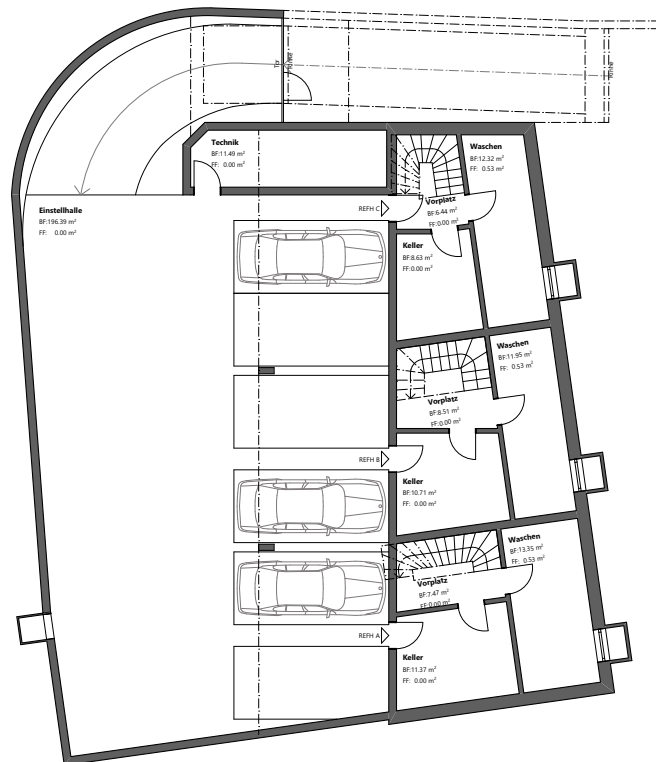 Tor
Rinne
Rinne
Technik
BF:11.49 m²
FF: 0.00 m²
Waschen
BF:12.32 m²
FF: 0.53 m²
Einstellhalle
BF:196.39 m²
FF: 0.00 m²
REFH C
Vorplatz
BF:6.44 m²
FF:0.00 m²
Keller
BF:8.63 m²
FF:0.00 m²
Waschen
BF:11.95 m²
FF: 0.53 m²
Vorplatz
BF:8.51 m²
FF:0.00 m²
REFH B
Keller
BF:10.71 m²
FF: 0.00 m²
Waschen
BF:13.35 m²
FF: 0.53 m²
Vorplatz
BF:7.47 m²
FF:0.00 m²
REFH A
Keller
BF:11.37 m²
FF: 0.00 m²